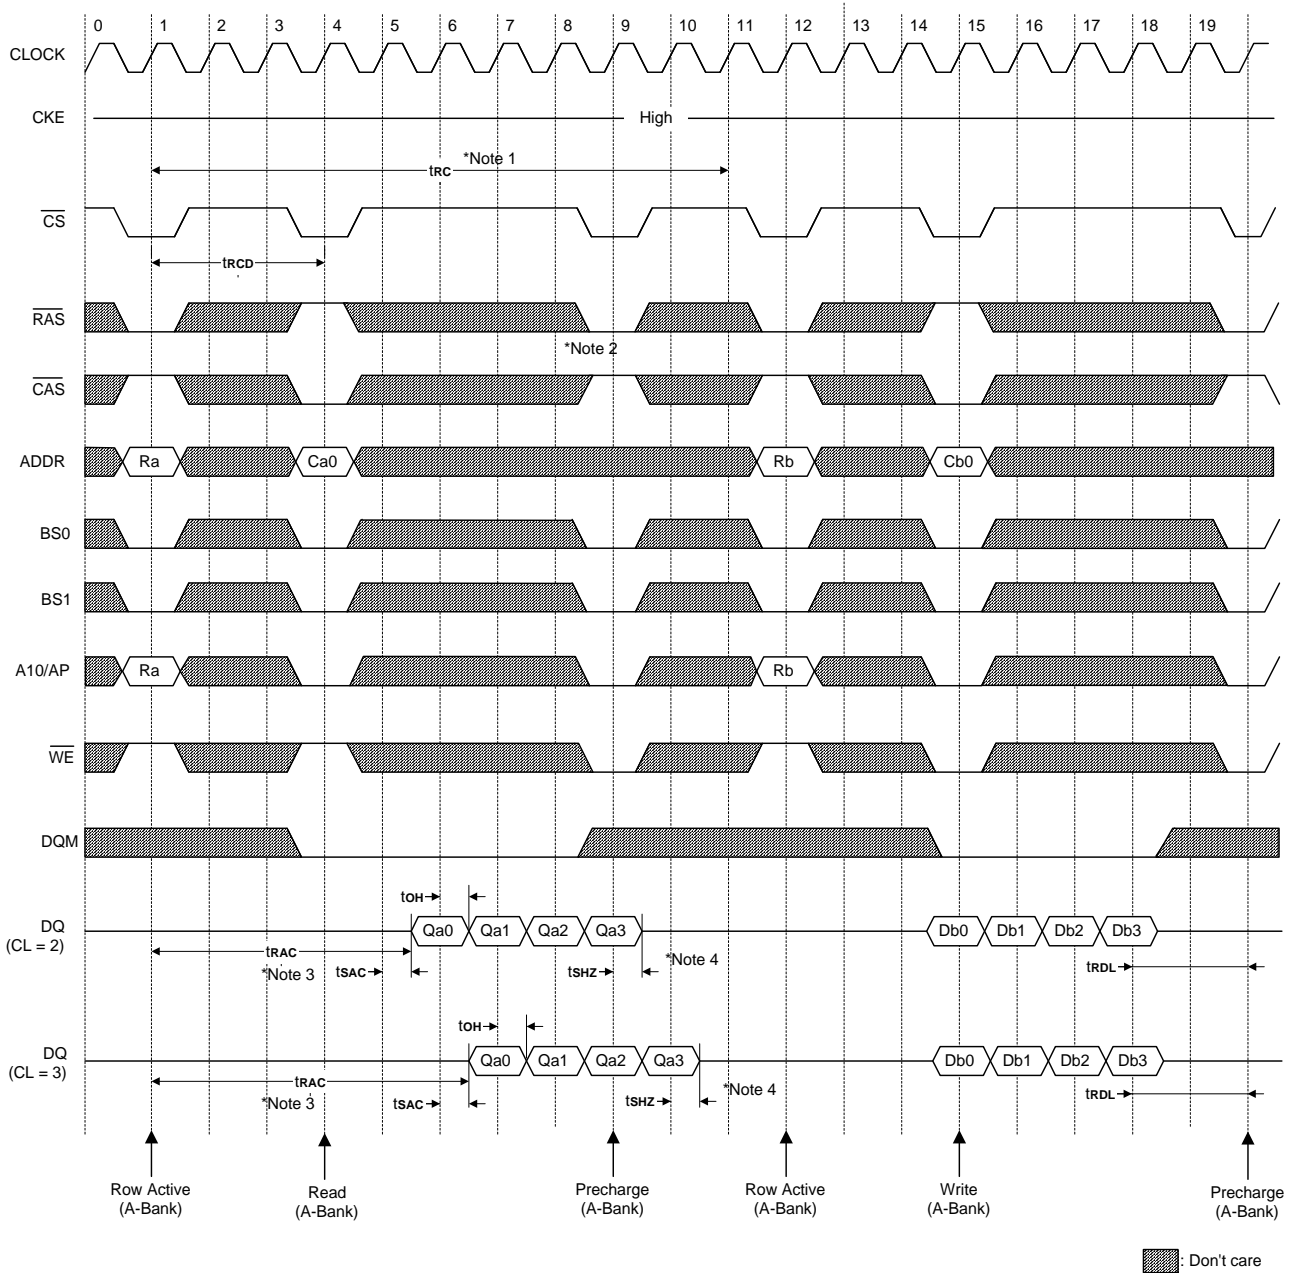 0 1 2 3 4 5 6 7 8 9 10 11 12 13 14 15 16 17 18 19
CLOCK
CKE
High
*Note 1
tRC
CS
tRCD
RAS
*Note 2
CAS
ADDR
Ra Ca0 Rb Cb0
BS0
BS1
A10/AP
Ra Rb
WE
DQM
tOH
DQ
(CL = 2)
Qa0 Qa1 Qa2 Qa3 Db0 Db1 Db2 Db3
tRAC
*Note 3
tSAC
tSHZ
*Note 4
tRDL
tOH
DQ
(CL = 3)
Qa0 Qa1 Qa2 Qa3 Db0 Db1 Db2 Db3
tRAC
*Note 3
tSAC
tSHZ
*Note 4
tRDL
Row Active
(A-Bank)
Read
(A-Bank)
Precharge
(A-Bank)
Row Active
(A-Bank)
Write
(A-Bank)
Precharge
(A-Bank)
: Don't care